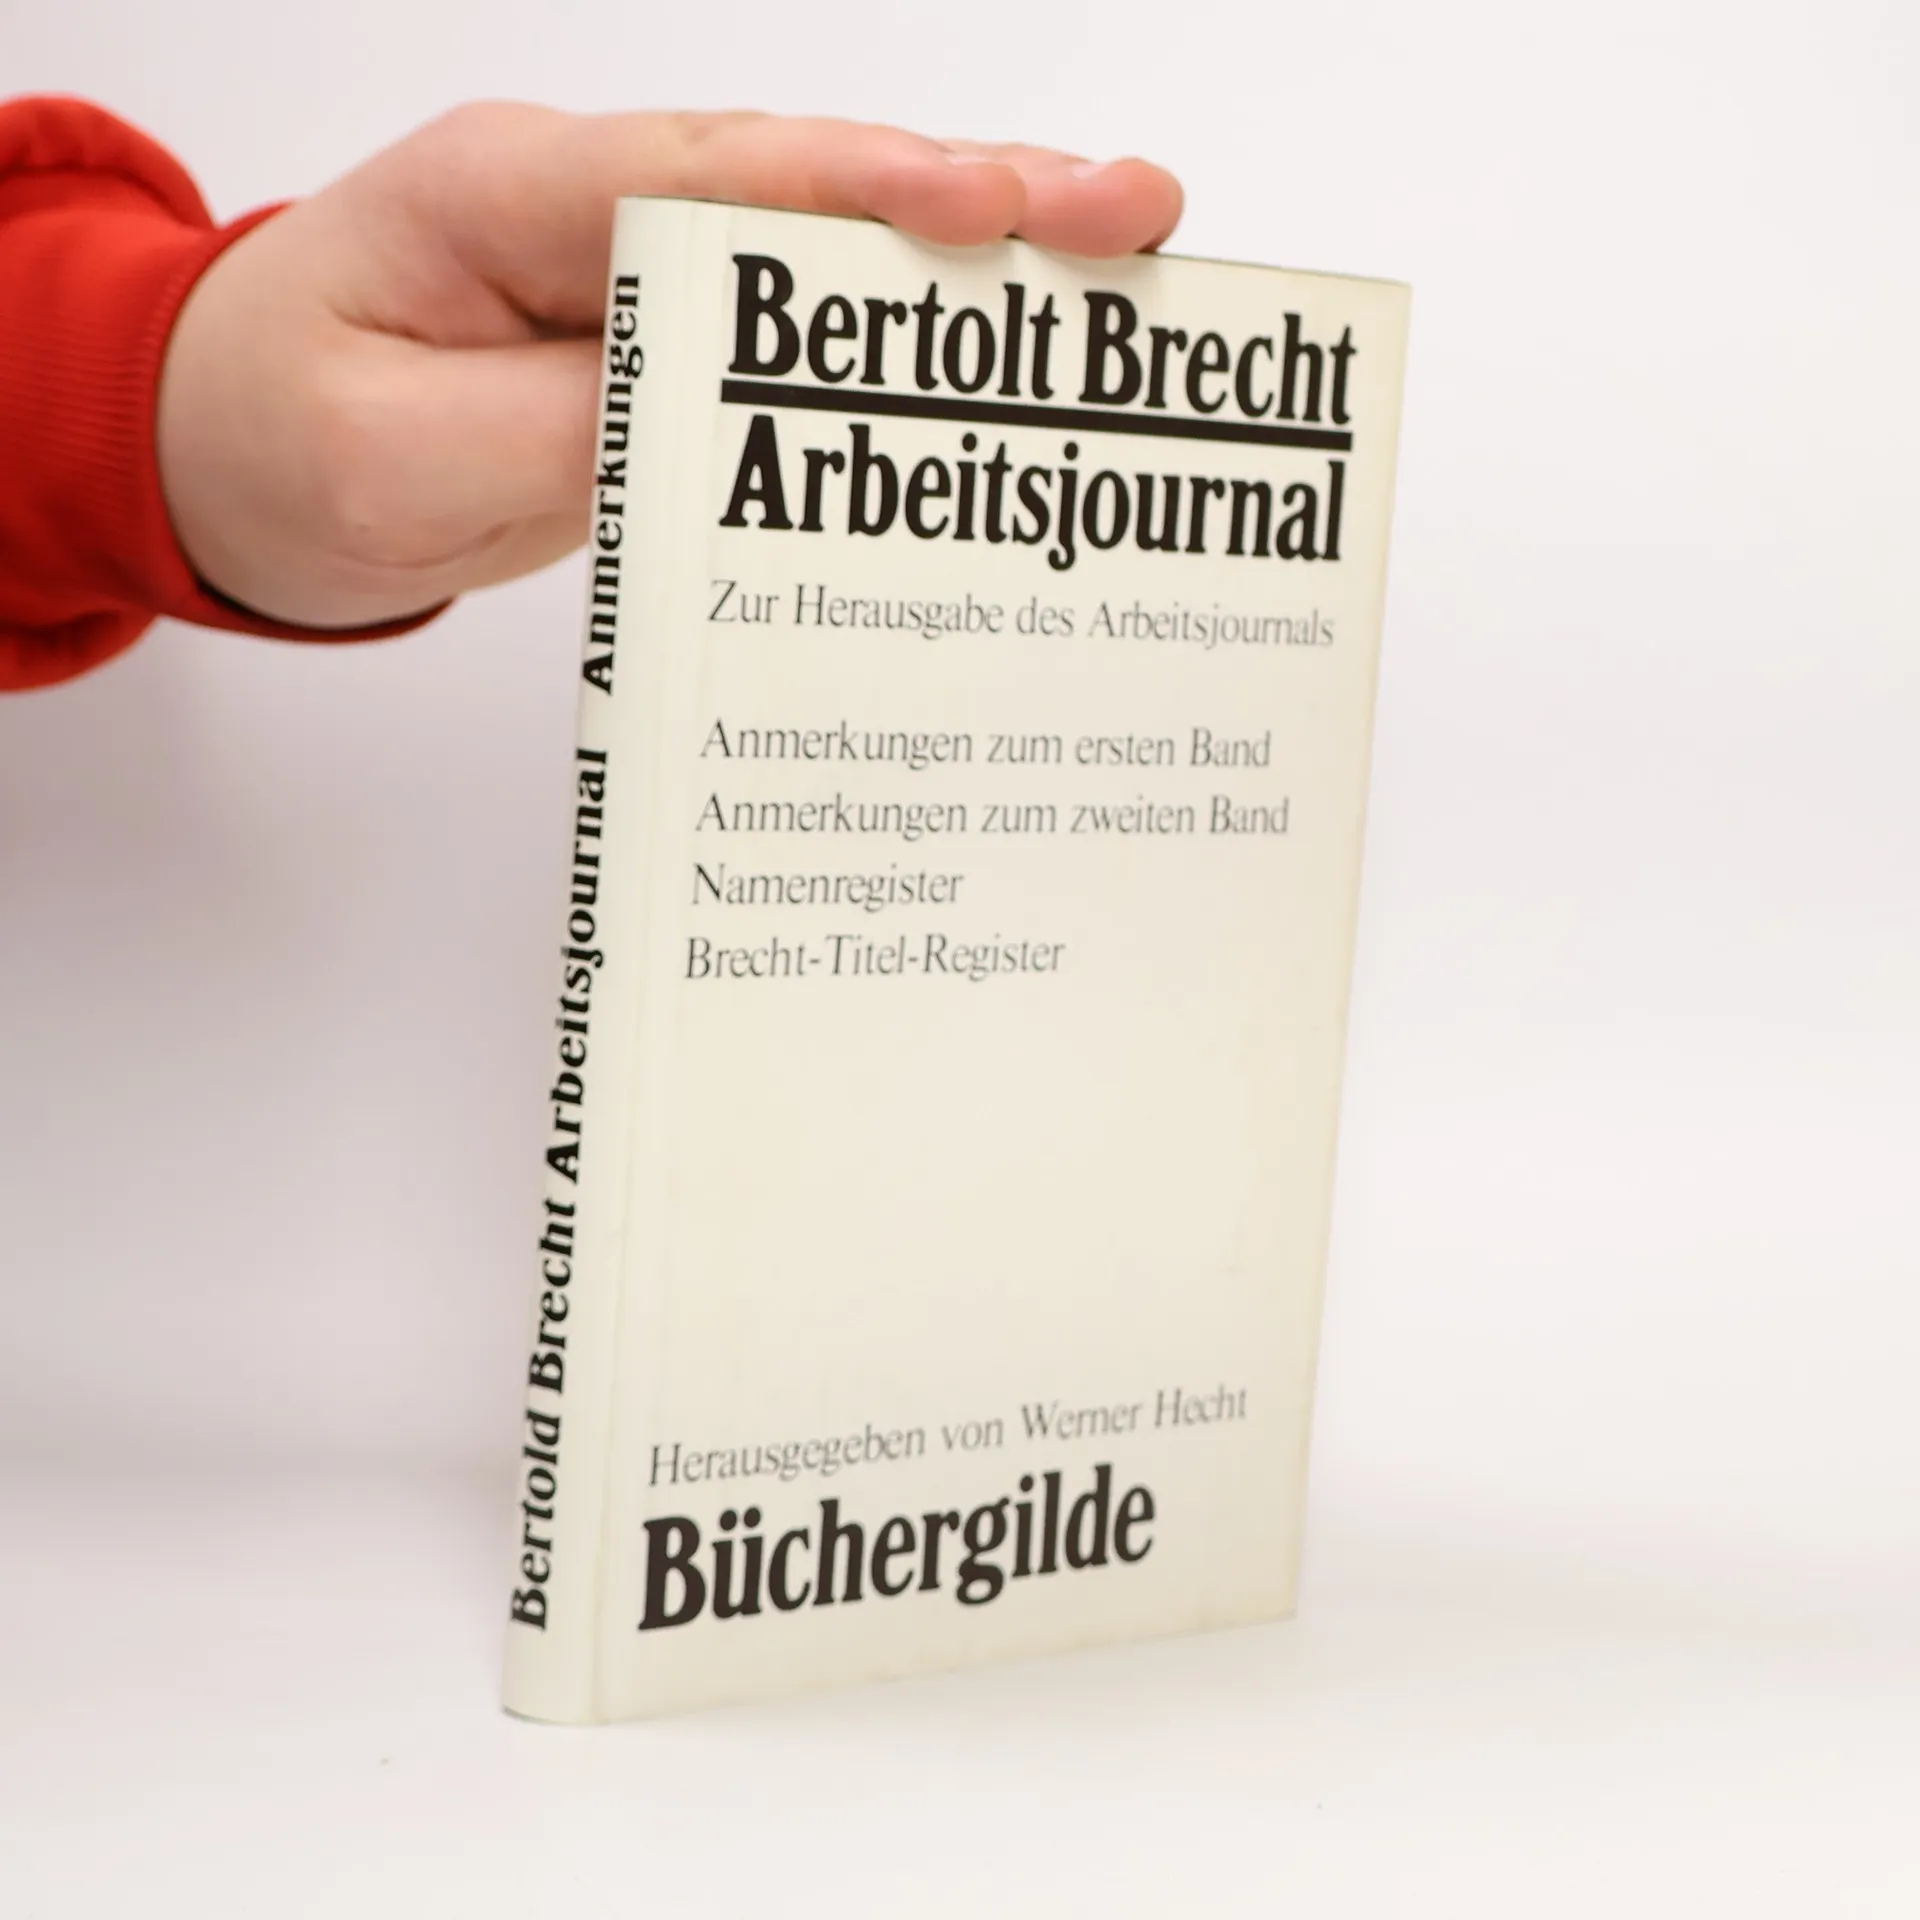 Bertold Brecht Arbeitsjournal Anmerkungen
Bertolt Brecht
Arbeitsjournal
Zur Herausgabe des Arbeitsjournals
Anmerkungen zum ersten Band
Anmerkungen zum zweiten Band
Namenregister
Brecht-Titel-Register
Herausgegeben von Werner Hecht
Büchergilde